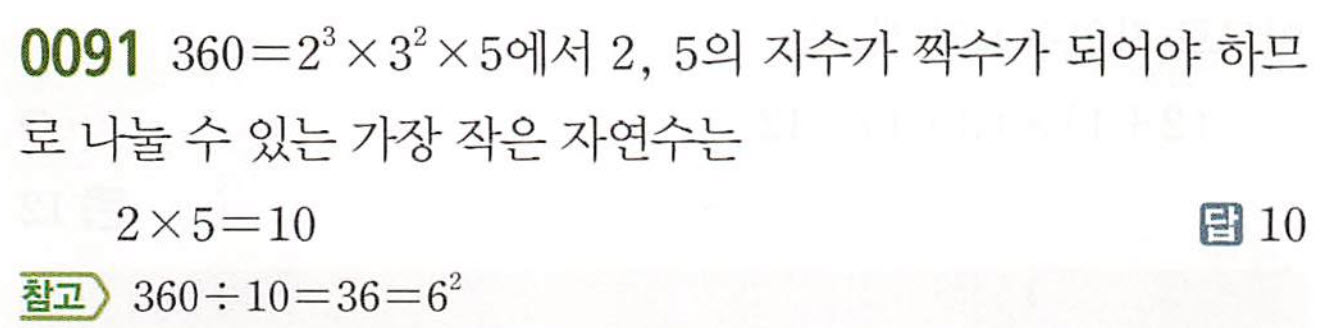 0091 360=2³×3²×5에서 2, 5의 지수가 짝수가 되어야 하므
로 나눌 수 있는 가장 작은 자연수는
2×5=10 답 10
참고 360÷10=36=6²